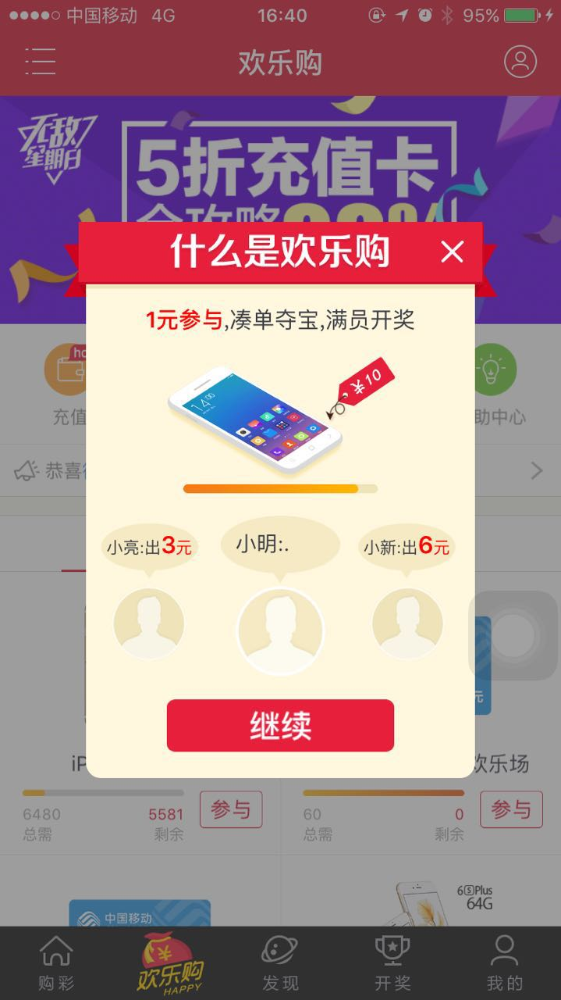 中国移动 4G 16:40 95%
欢乐购
无敌
星期日
5折充值卡
什么是欢乐购
1元参与,凑单夺宝,满员开奖
14:00
¥10
充值
助中心
恭喜
小亮:出3元
小明:.
小新:出6元
元
继续
iP
欢乐场
6480
总需
5581
剩余
参与
60
总需
0
剩余
参与
中国移动
6SPlus
64G
购彩
欢乐购
HAPPY
发现
开奖
我的